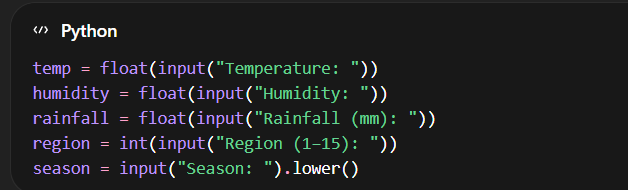 </> Python
temp = float(input("Temperature: "))
humidity = float(input("Humidity: "))
rainfall = float(input("Rainfall (mm): "))
region = int(input("Region (1–15): "))
season = input("Season: ").lower()